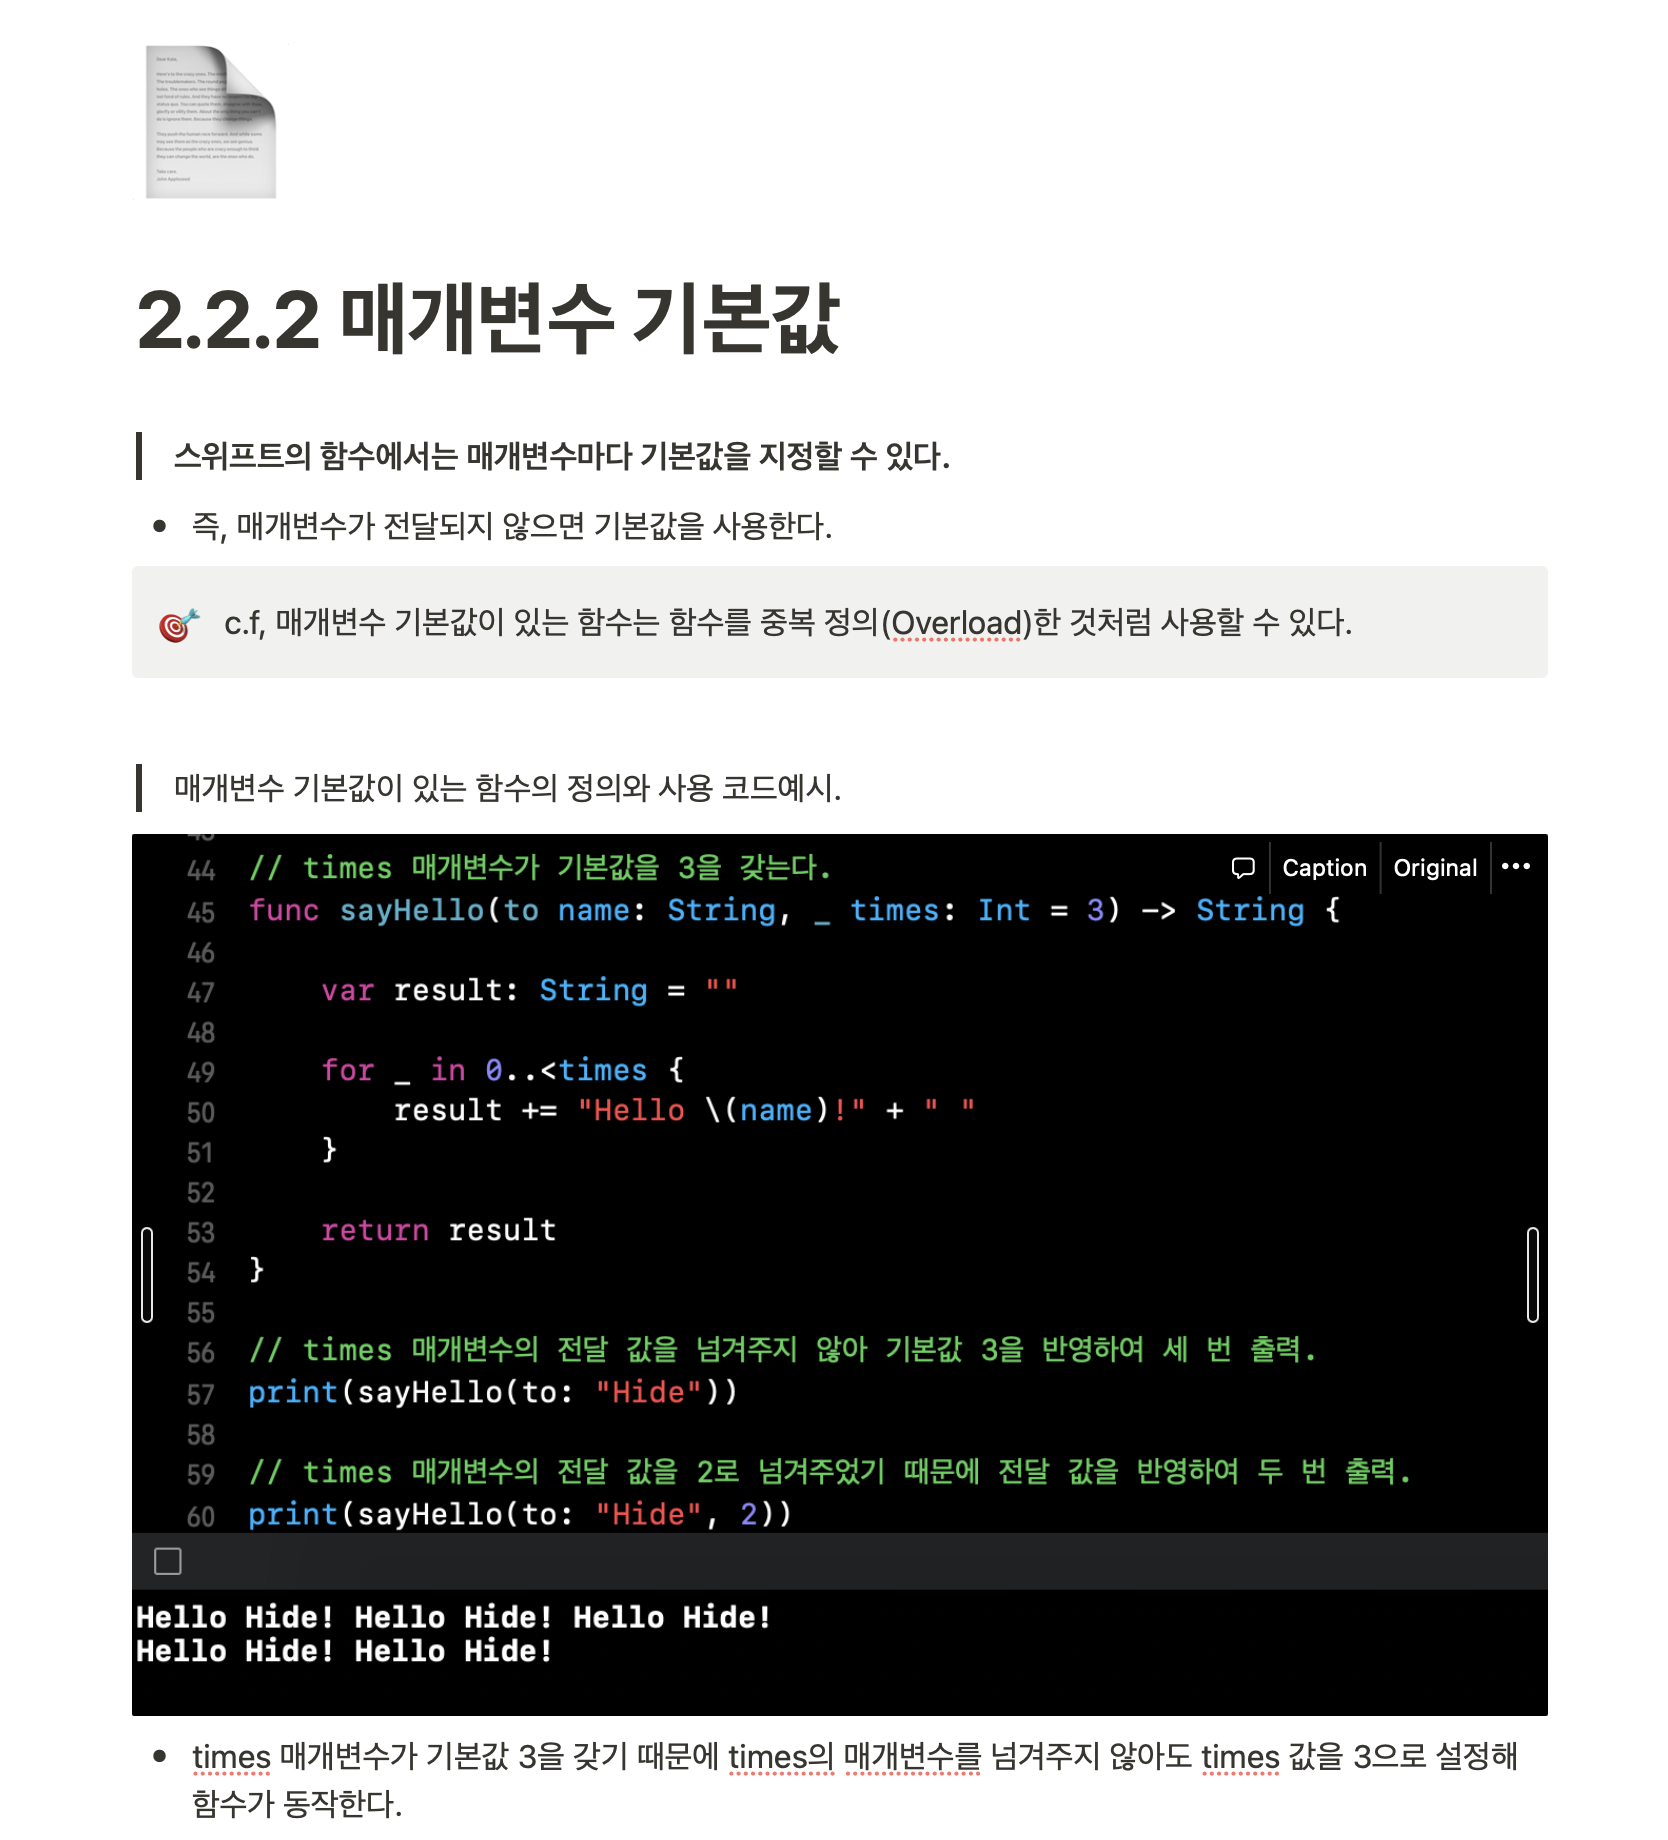 2.2.2 매개변수 기본값
스위프트의 함수에서는 매개변수마다 기본값을 지정할 수 있다.
• 즉, 매개변수가 전달되지 않으면 기본값을 사용한다.
c.f, 매개변수 기본값이 있는 함수는 함수를 중복 정의(Overload)한 것처럼 사용할 수 있다.
매개변수 기본값이 있는 함수의 정의와 사용 코드예시.
Caption Original •••
44 // times 매개변수가 기본값을 3을 갖는다.
45 func sayHello(to name: String, _ times: Int = 3) -> String {
46
47     var result: String = ""
48
49     for _ in 0..<times {
50         result += "Hello \(name)!" + " "
51     }
52
53     return result
54 }
55
56 // times 매개변수의 전달 값을 넘겨주지 않아 기본값 3을 반영하여 세 번 출력.
57 print(sayHello(to: "Hide"))
58
59 // times 매개변수의 전달 값을 2로 넘겨주었기 때문에 전달 값을 반영하여 두 번 출력.
60 print(sayHello(to: "Hide", 2))
Hello Hide! Hello Hide! Hello Hide!
Hello Hide! Hello Hide!
• times 매개변수가 기본값 3을 갖기 때문에 times의 매개변수를 넘겨주지 않아도 times 값을 3으로 설정해
함수가 동작한다.